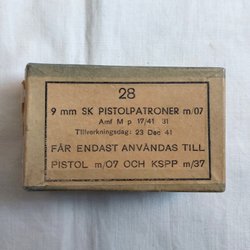 28
9 mm SK PISTOLPATRONER m/07
Amf M p 17/41 31
Tillverkningsdag: 23 Dec 41
FÅR ENDAST ANVÄNDAS TILL
PISTOL m/07 OCH KSPP m/37